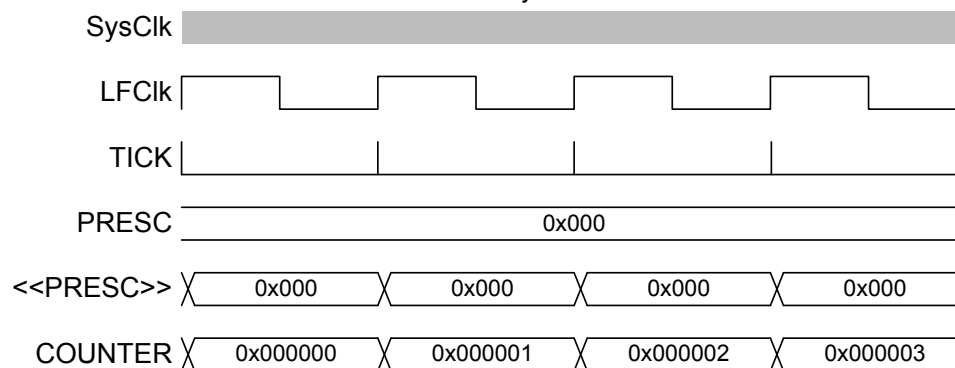 SysClk
LFClk
TICK
PRESC 0x000
<<PRESC>> 0x000 0x000 0x000 0x000
COUNTER 0x000000 0x000001 0x000002 0x000003